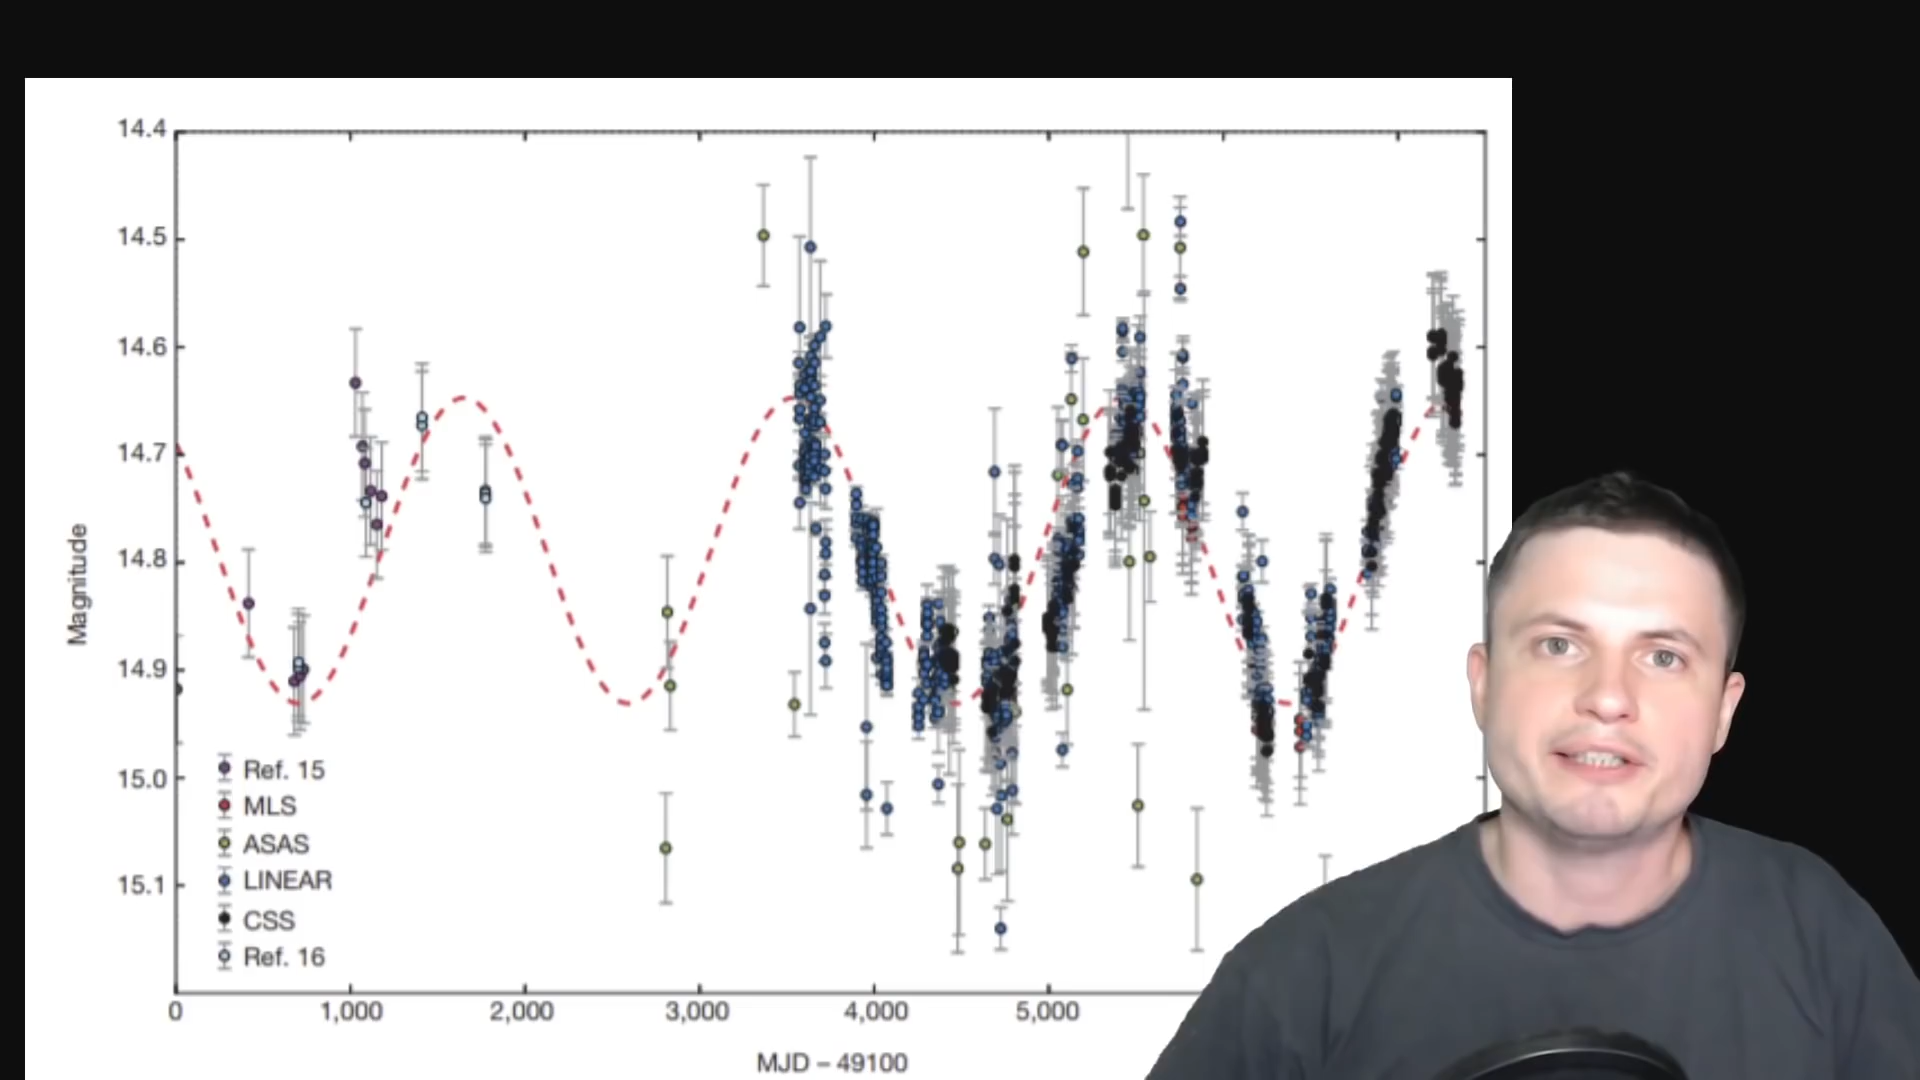 14.4
14.5
14.6
14.7
14.8
14.9
15.0
15.1
Magnitude
Ref. 15
MLS
ASAS
LINEAR
CSS
Ref. 16
0
1,000
2,000
3,000
4,000
5,000
MJD – 49100